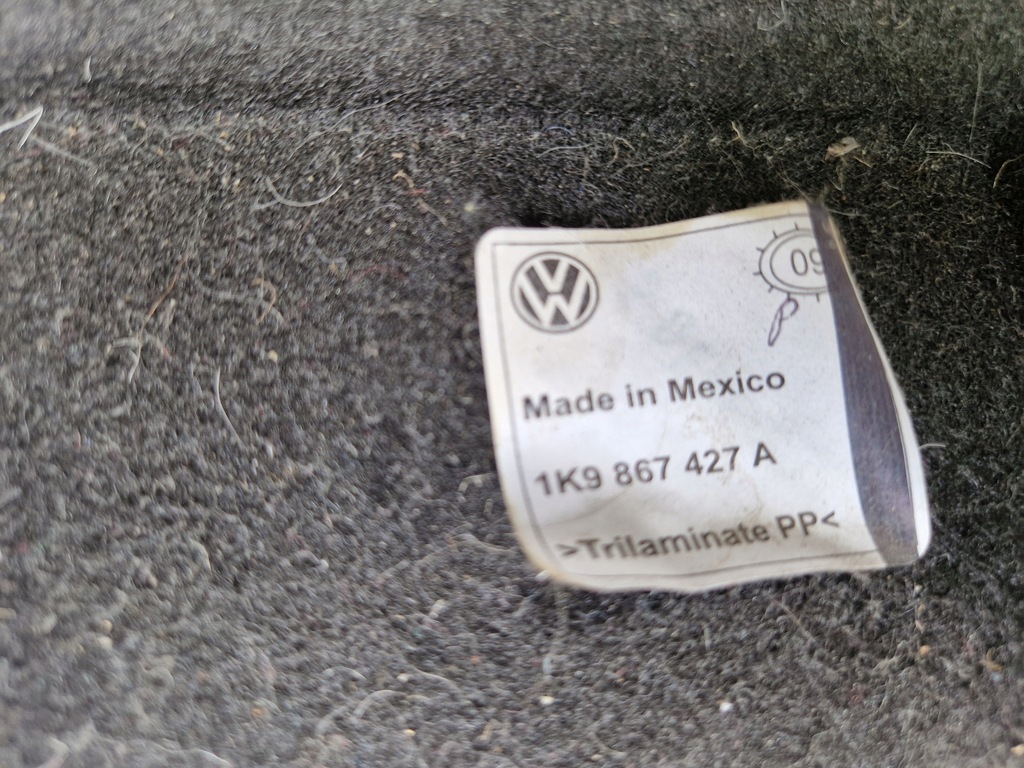 09
Made in Mexico
1K9 867 427 A
>Trilaminate PP<